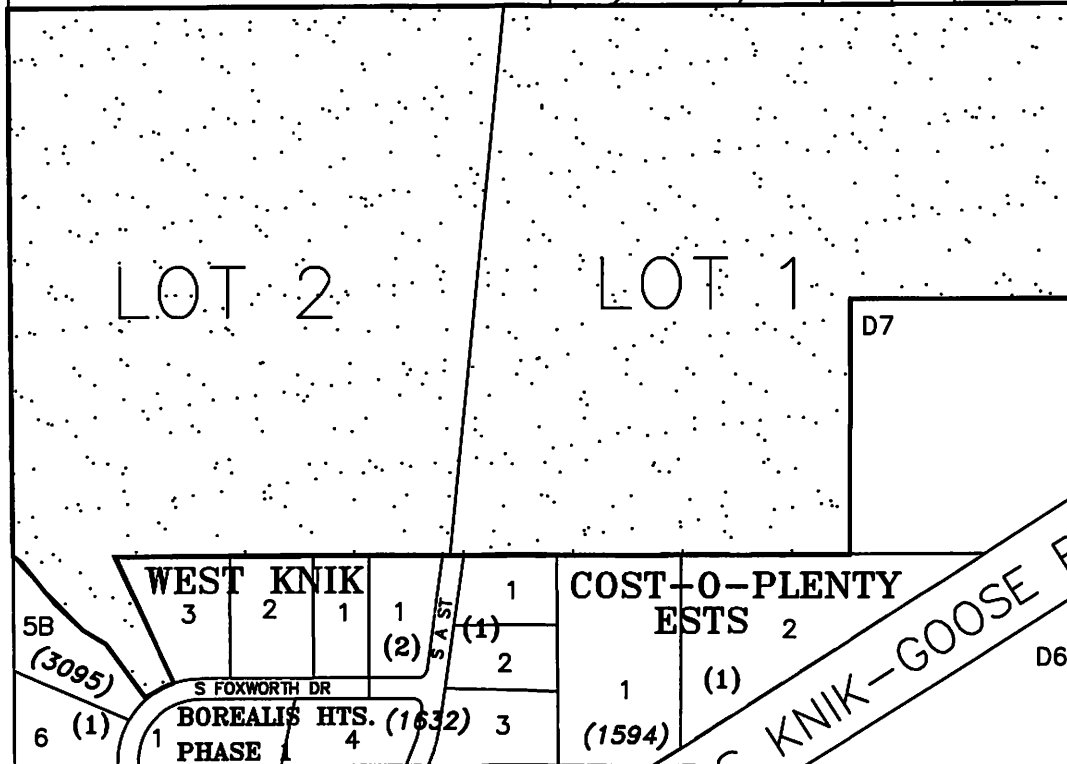 LOT 2
LOT 1
D7
WEST KNIK
3
2
1
1
(2)
S A ST
1
(1)
2
3
COST-O-PLENTY
ESTS
2
1
(1)
(1594)
5B
(3095)
6
(1)
S FOXWORTH DR
BOREALIS HTS.
(1632)
PHASE 1
1
4
KNIK-GOOSE
D6